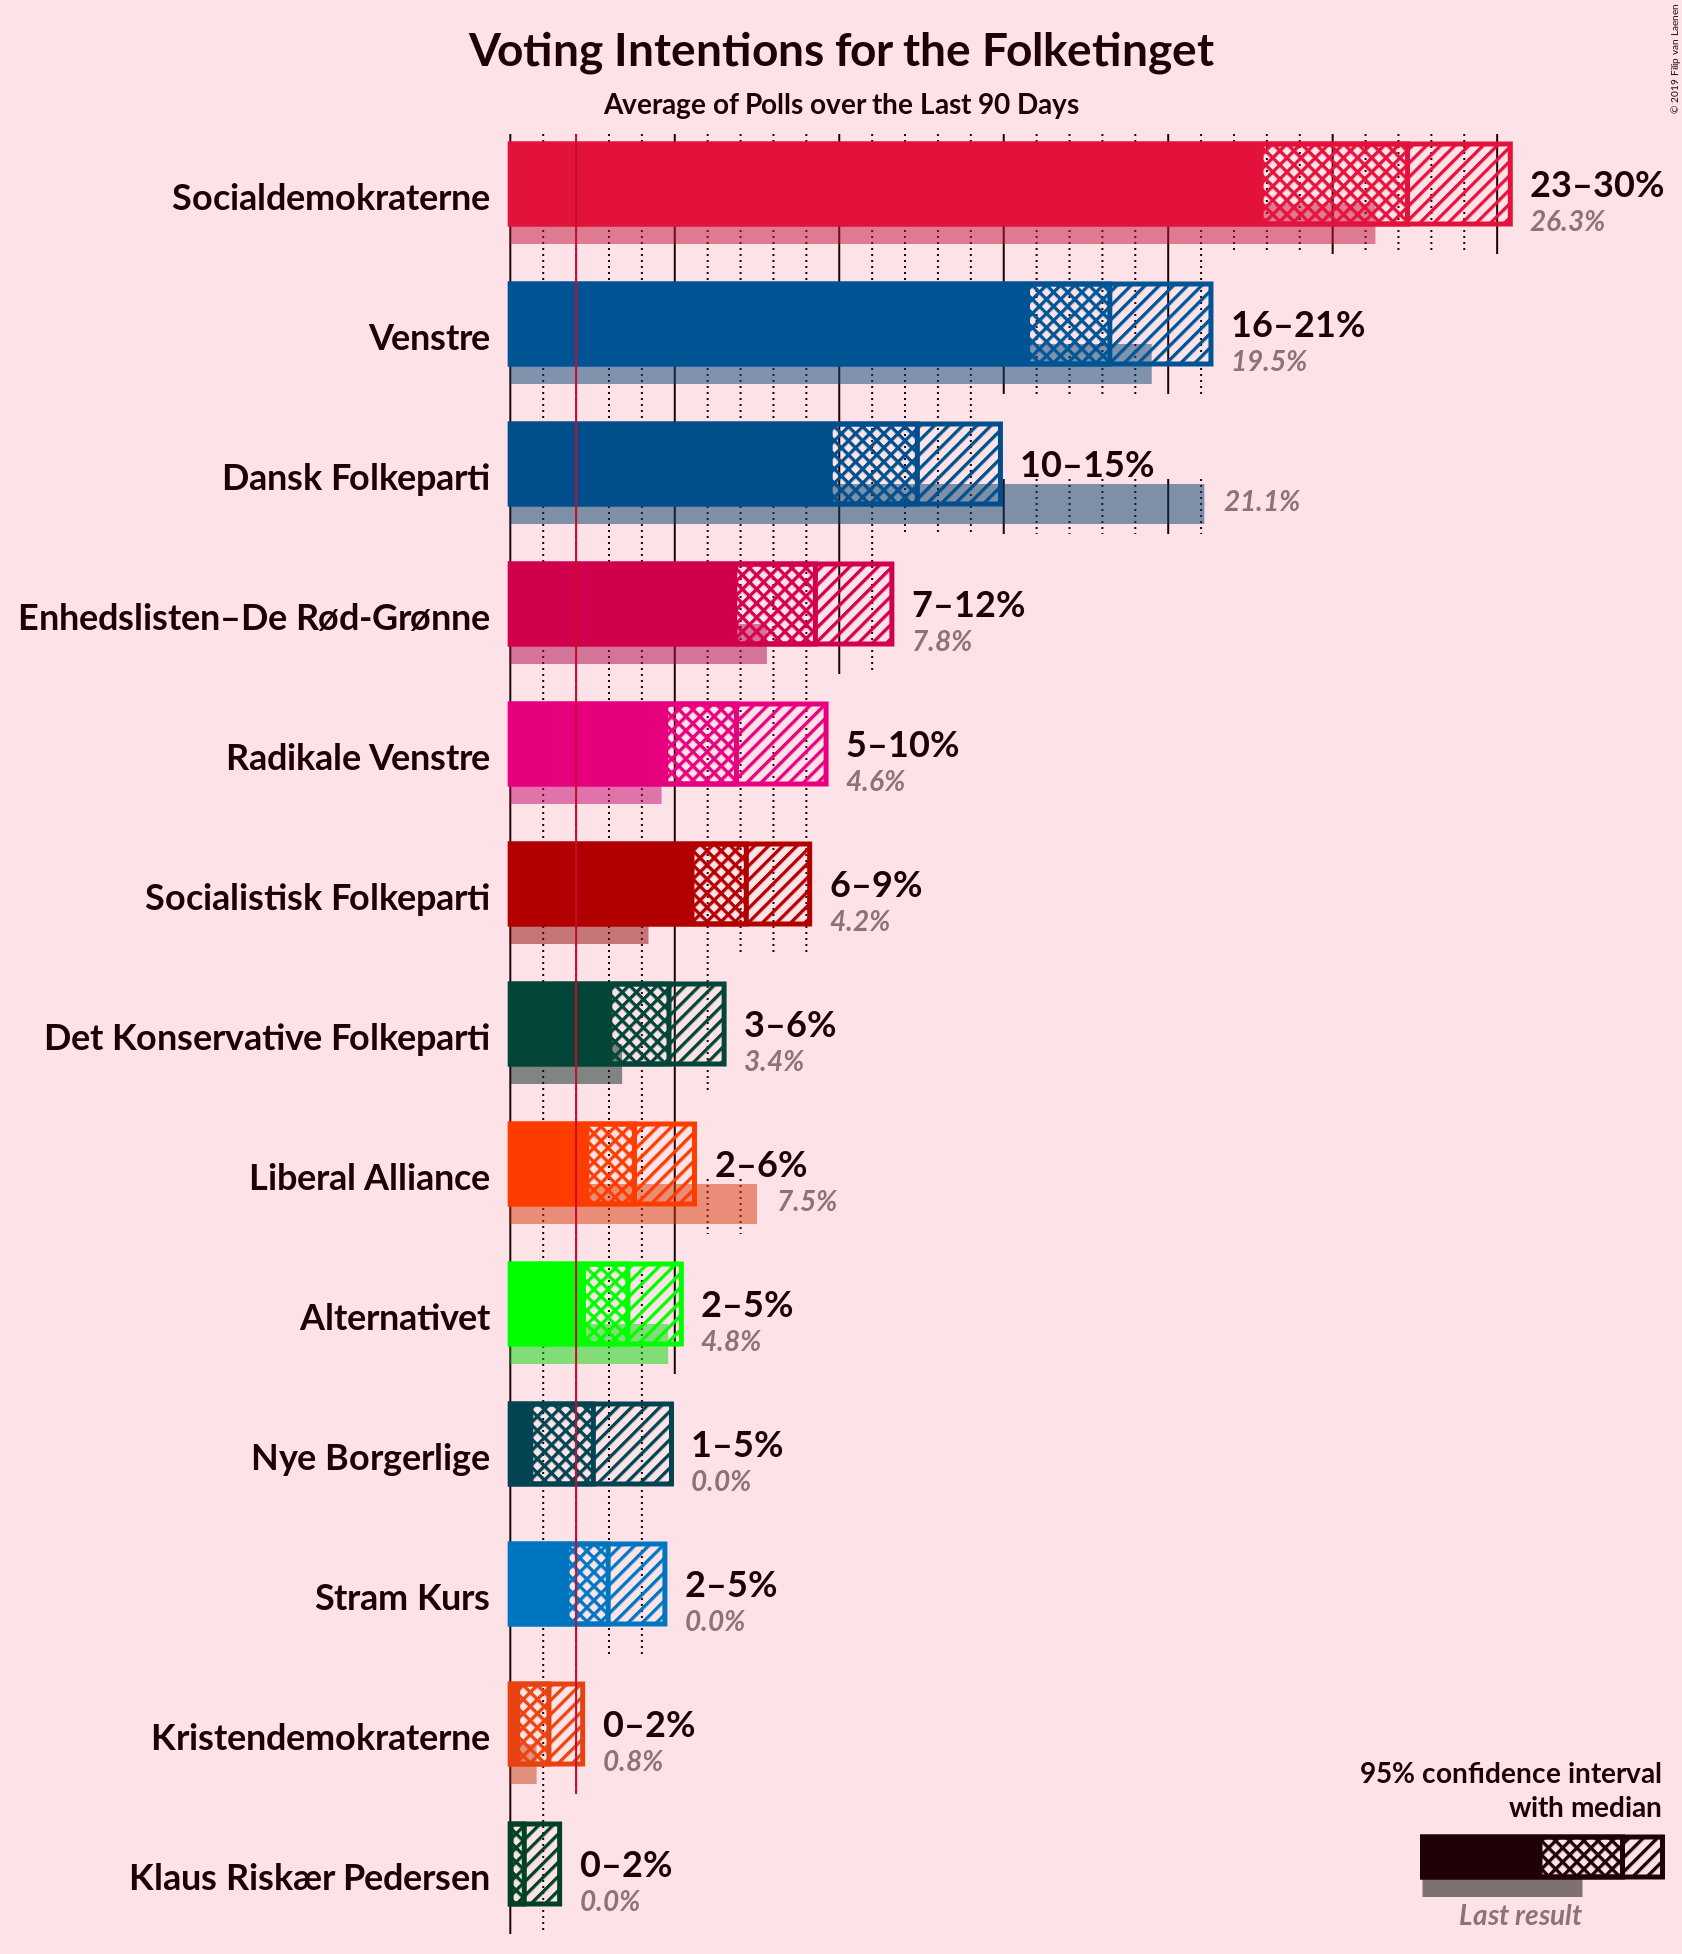 Voting Intentions for the Folketinget
Average of Polls over the Last 90 Days
© 2019 Filip van Laenen
Socialdemokraterne
23–30%
26.3%
Venstre
16–21%
19.5%
Dansk Folkeparti
10–15%
21.1%
Enhedslisten–De Rød-Grønne
7–12%
7.8%
Radikale Venstre
5–10%
4.6%
Socialistisk Folkeparti
6–9%
4.2%
Det Konservative Folkeparti
3–6%
3.4%
Liberal Alliance
2–6%
7.5%
Alternativet
2–5%
4.8%
Nye Borgerlige
1–5%
0.0%
Stram Kurs
2–5%
0.0%
Kristendemokraterne
0–2%
0.8%
Klaus Riskær Pedersen
0–2%
0.0%
95% confidence interval
with median
Last result